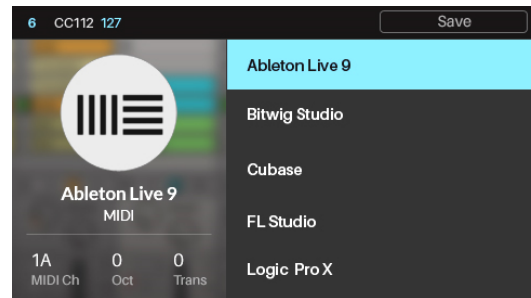 6 CC112 127 Save
Ableton Live 9
Bitwig Studio
Cubase
FL Studio
Logic Pro X
Ableton Live 9
MIDI
1A 0 0
MIDI Ch Oct Trans